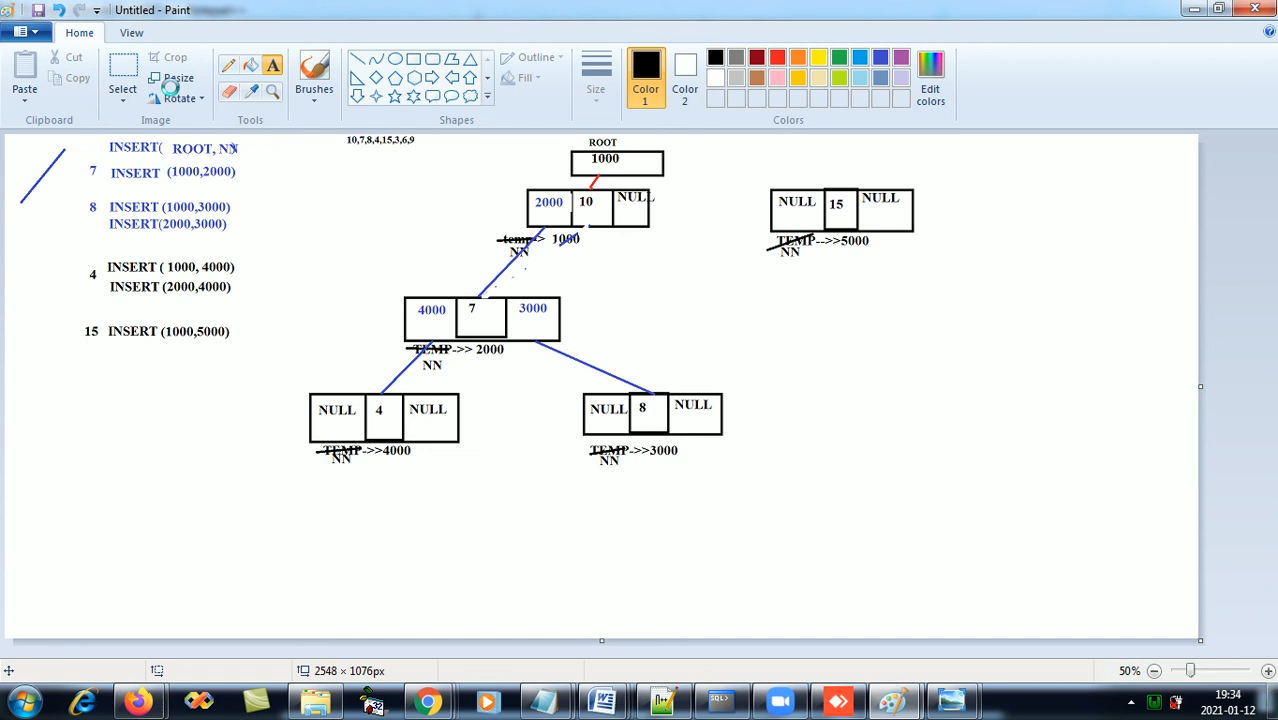 Untitled - Paint
Home View
Paste
Cut
Copy
Clipboard
Select
Crop
Resize
Rotate
Image
Tools
Brushes
Shapes
Outline
Fill
Size
Color 1
Color 2
Edit colors
Colors
INSERT( ROOT, NN
7 INSERT (1000,2000)
8 INSERT (1000,3000)
INSERT(2000,3000)
4 INSERT ( 1000, 4000)
INSERT (2000,4000)
15 INSERT (1000,5000)
10,7,8,4,15,3,6,9
ROOT
1000
2000 10 NULL
temp-> 1000
NN
NULL 15 NULL
TEMP-->>5000
NN
4000 7 3000
TEMP->> 2000
NN
NULL 4 NULL
TEMP->>4000
NN
NULL 8 NULL
TEMP->>3000
NN
2548 × 1076px
50%
32
N++
SQL>
W
19:34
2021-01-12